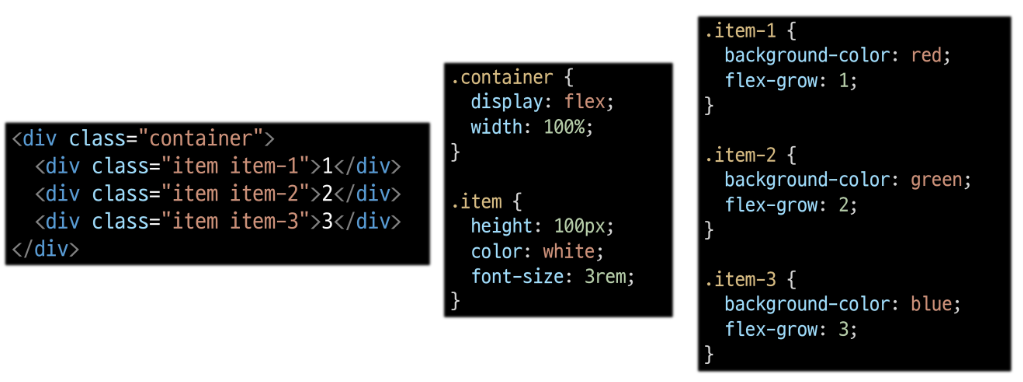 <div class="container">
  <div class="item item-1">1</div>
  <div class="item item-2">2</div>
  <div class="item item-3">3</div>
</div>
.container {
  display: flex;
  width: 100%;
}

.item {
  height: 100px;
  color: white;
  font-size: 3rem;
}
.item-1 {
  background-color: red;
  flex-grow: 1;
}

.item-2 {
  background-color: green;
  flex-grow: 2;
}

.item-3 {
  background-color: blue;
  flex-grow: 3;
}